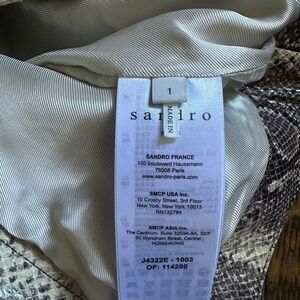 1
MADE IN
sandro
SANDRO FRANCE
150 boulevard Haussmann
75008 Paris
www.sandro-paris.com
SMCP USA Inc.
10 Crosby Street, 3rd Floor
New York, New York 10013
RN132784
SMCP ASIA Inc.
The Centrium, Suite 3203A-5A, 32/F
60 Wyndham Street, Central
HONG-KONG
J4322E - 1003
OF: 114280